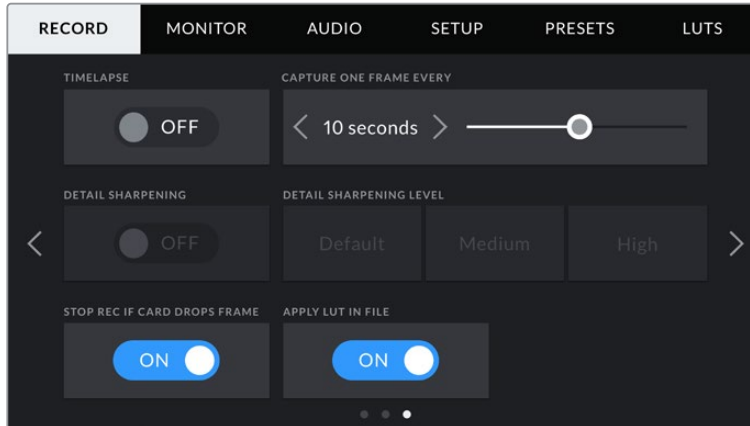 RECORD MONITOR AUDIO SETUP PRESETS LUTS
TIMELAPSE CAPTURE ONE FRAME EVERY
OFF 10 seconds
DETAIL SHARPENING DETAIL SHARPENING LEVEL
OFF Default Medium High
STOP REC IF CARD DROPS FRAME APPLY LUT IN FILE
ON ON